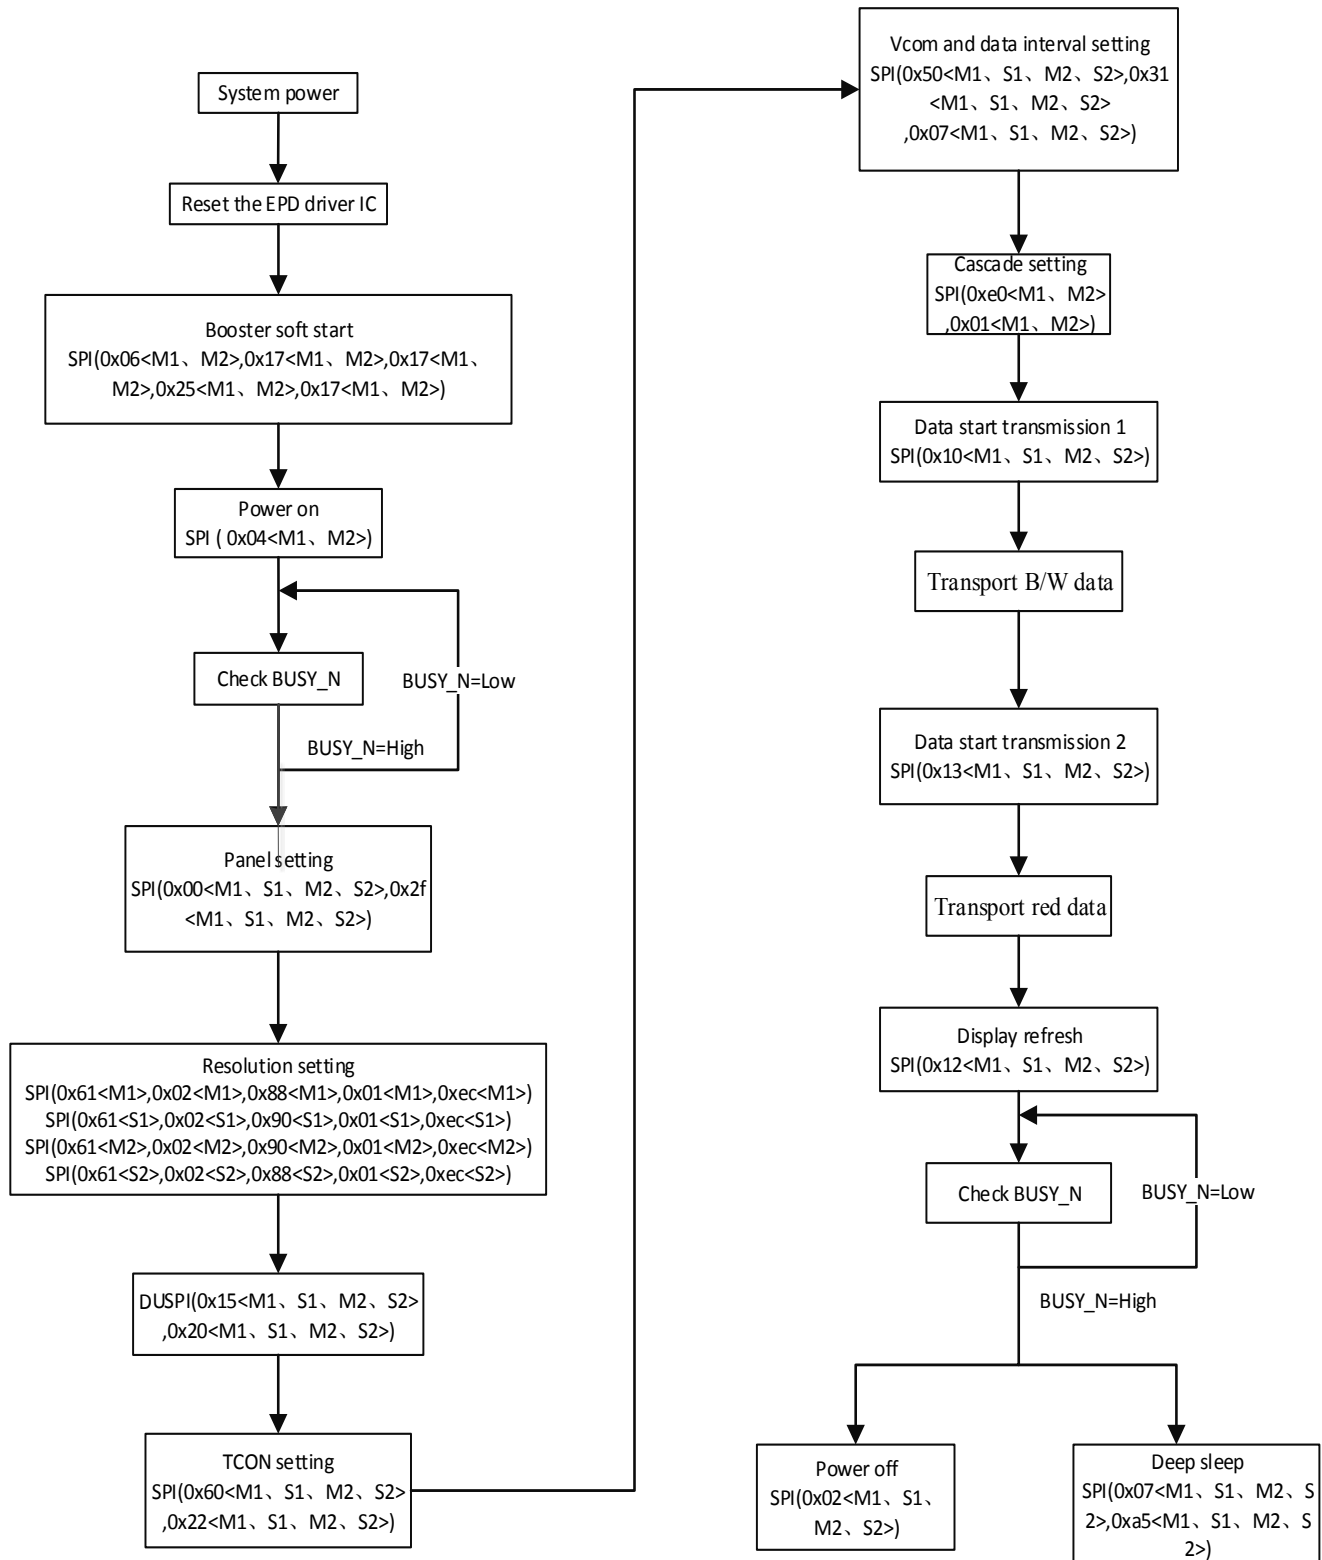 System power
Reset the EPD driver IC
Booster soft start
SPI(0x06<M1、M2>,0x17<M1、M2>,0x17<M1、
M2>,0x25<M1、M2>,0x17<M1、M2>)
Power on
SPI ( 0x04<M1、M2>)
Check BUSY_N
BUSY_N=Low
BUSY_N=High
Panel setting
SPI(0x00<M1、S1、M2、S2>,0x2f
<M1、S1、M2、S2>)
Resolution setting
SPI(0x61<M1>,0x02<M1>,0x88<M1>,0x01<M1>,0xec<M1>)
SPI(0x61<S1>,0x02<S1>,0x90<S1>,0x01<S1>,0xec<S1>)
SPI(0x61<M2>,0x02<M2>,0x90<M2>,0x01<M2>,0xec<M2>)
SPI(0x61<S2>,0x02<S2>,0x88<S2>,0x01<S2>,0xec<S2>)
DUSPI(0x15<M1、S1、M2、S2>
,0x20<M1、S1、M2、S2>)
TCON setting
SPI(0x60<M1、S1、M2、S2>
,0x22<M1、S1、M2、S2>)
Vcom and data interval setting
SPI(0x50<M1、S1、M2、S2>,0x31
<M1、S1、M2、S2>
,0x07<M1、S1、M2、S2>)
Cascade setting
SPI(0xe0<M1、M2>
,0x01<M1、M2>)
Data start transmission 1
SPI(0x10<M1、S1、M2、S2>)
Transport B/W data
Data start transmission 2
SPI(0x13<M1、S1、M2、S2>)
Transport red data
Display refresh
SPI(0x12<M1、S1、M2、S2>)
Check BUSY_N
BUSY_N=Low
BUSY_N=High
Power off
SPI(0x02<M1、S1、
M2、S2>)
Deep sleep
SPI(0x07<M1、S1、M2、S
2>,0xa5<M1、S1、M2、S
2>)